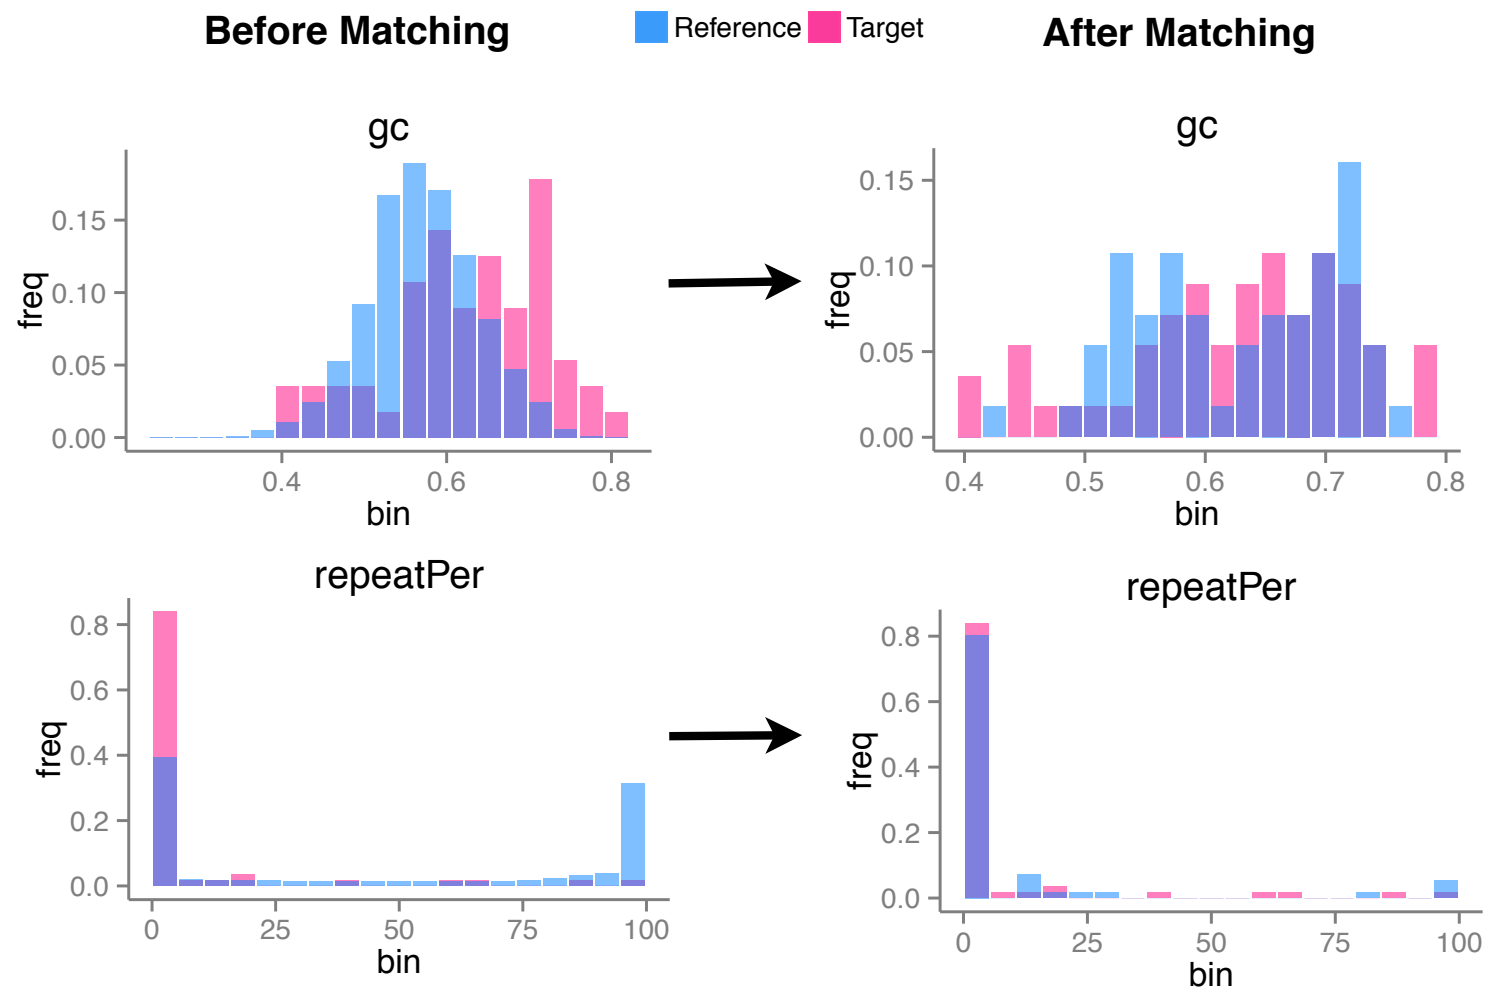 Before Matching
Reference Target
After Matching
gc
0.15
0.10
0.05
0.00
freq
0.4 0.6 0.8
bin
gc
0.15
0.10
0.05
0.00
freq
0.4 0.5 0.6 0.7 0.8
bin
repeatPer
0.8
0.6
0.4
0.2
0.0
freq
0 25 50 75 100
bin
repeatPer
0.8
0.6
0.4
0.2
0.0
freq
0 25 50 75 100
bin